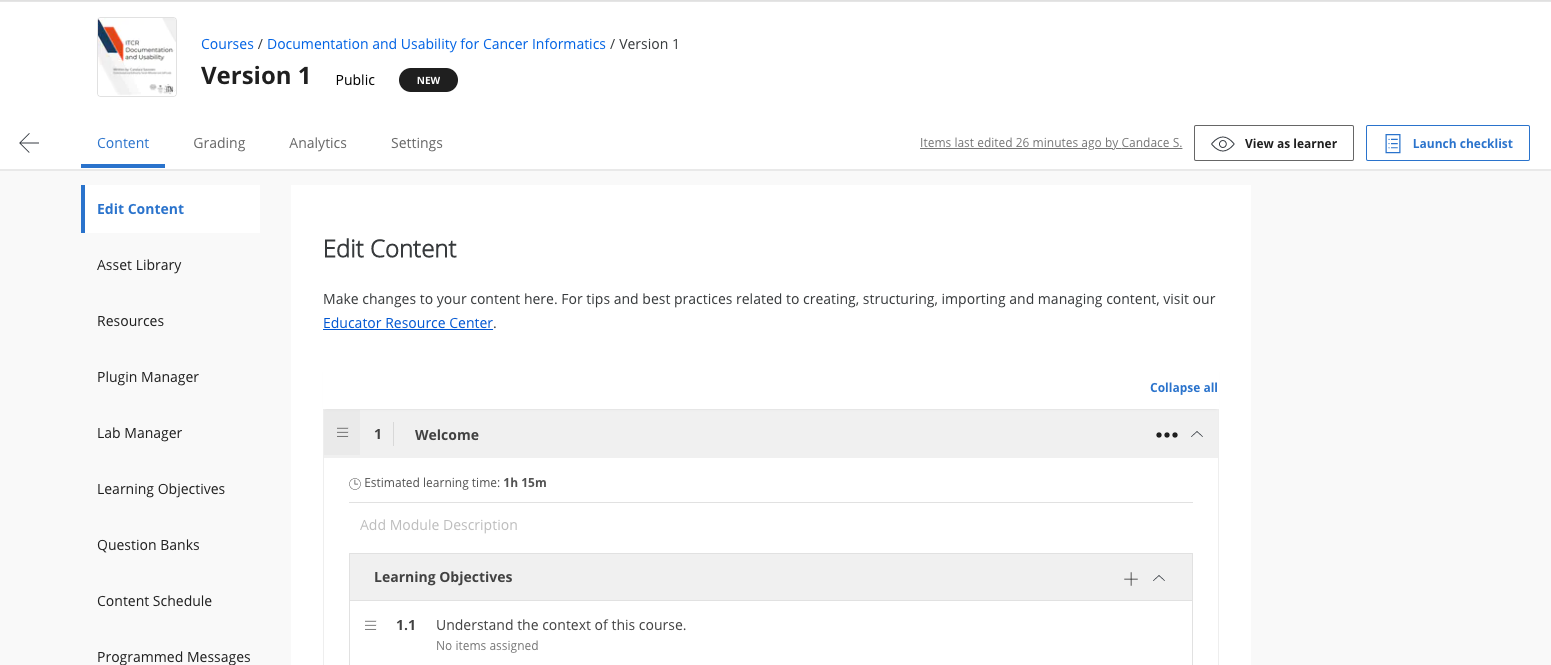 ITCR
Documentation
and Usability
Courses / Documentation and Usability for Cancer Informatics / Version 1
Version 1 Public NEW
Content Grading Analytics Settings
Items last edited 26 minutes ago by Candace S. View as learner Launch checklist
Edit Content
Asset Library
Resources
Plugin Manager
Lab Manager
Learning Objectives
Question Banks
Content Schedule
Programmed Messages
Edit Content
Make changes to your content here. For tips and best practices related to creating, structuring, importing and managing content, visit our
Educator Resource Center.
Collapse all
1 Welcome
Estimated learning time: 1h 15m
Add Module Description
Learning Objectives
1.1 Understand the context of this course.
No items assigned